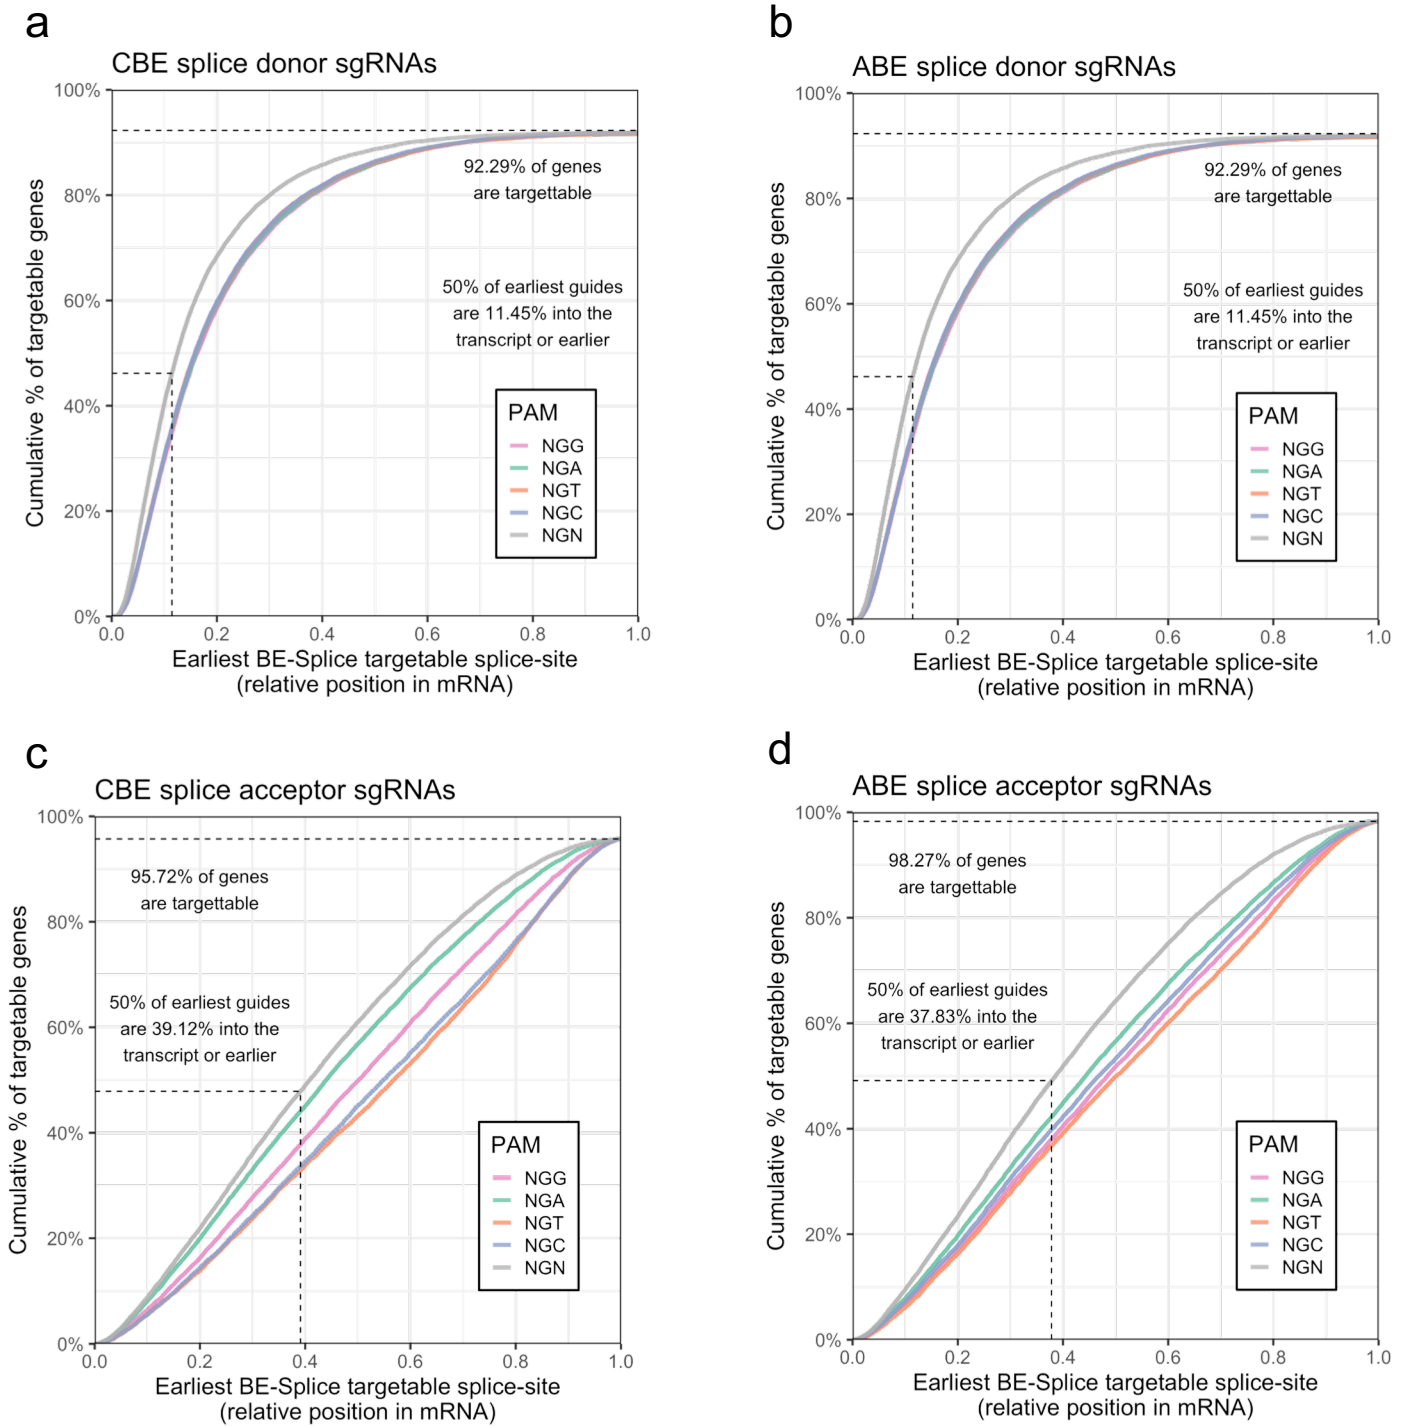 a
CBE splice donor sgRNAs
Cumulative % of targetable genes
100%
80%
60%
40%
20%
0%
92.29% of genes
are targettable
50% of earliest guides
are 11.45% into the
transcript or earlier
PAM
NGG
NGA
NGT
NGC
NGN
0.0 0.2 0.4 0.6 0.8 1.0
Earliest BE-Splice targetable splice-site
(relative position in mRNA)
b
ABE splice donor sgRNAs
Cumulative % of targetable genes
100%
80%
60%
40%
20%
0%
92.29% of genes
are targettable
50% of earliest guides
are 11.45% into the
transcript or earlier
PAM
NGG
NGA
NGT
NGC
NGN
0.0 0.2 0.4 0.6 0.8 1.0
Earliest BE-Splice targetable splice-site
(relative position in mRNA)
c
CBE splice acceptor sgRNAs
Cumulative % of targetable genes
100%
80%
60%
40%
20%
0%
95.72% of genes
are targettable
50% of earliest guides
are 39.12% into the
transcript or earlier
PAM
NGG
NGA
NGT
NGC
NGN
0.0 0.2 0.4 0.6 0.8 1.0
Earliest BE-Splice targetable splice-site
(relative position in mRNA)
d
ABE splice acceptor sgRNAs
Cumulative % of targetable genes
100%
80%
60%
40%
20%
0%
98.27% of genes
are targettable
50% of earliest guides
are 37.83% into the
transcript or earlier
PAM
NGG
NGA
NGT
NGC
NGN
0.0 0.2 0.4 0.6 0.8 1.0
Earliest BE-Splice targetable splice-site
(relative position in mRNA)